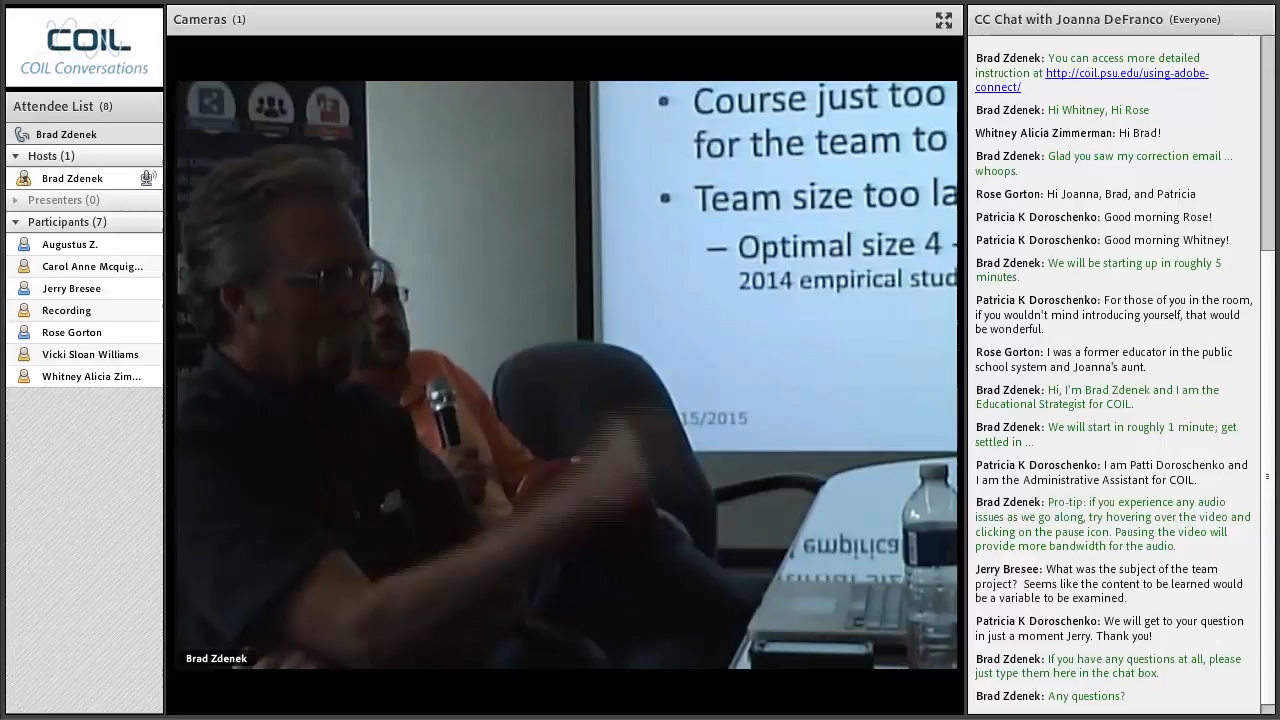 COIL
COIL Conversations
Attendee List (8)
Brad Zdenek
Hosts (1)
Brad Zdenek
Presenters (0)
Participants (7)
Augustus Z.
Carol Anne Mcquig...
Jerry Bresee
Recording
Rose Gorton
Vicki Sloan Williams
Whitney Alicia Zim...
Cameras (1)
Course just too
for the team to
Team size too la
– Optimal size 4 -
2014 empirical stud
15/2015
empirica
Brad Zdenek
CC Chat with Joanna DeFranco (Everyone)
Brad Zdenek: You can access more detailed
instruction at http://coil.psu.edu/using-adobe-
connect/
Brad Zdenek: Hi Whitney, Hi Rose
Whitney Alicia Zimmerman: Hi Brad!
Brad Zdenek: Glad you saw my correction email ...
whoops.
Rose Gorton: Hi Joanna, Brad, and Patricia
Patricia K Doroschenko: Good morning Rose!
Patricia K Doroschenko: Good morning Whitney!
Brad Zdenek: We will be starting up in roughly 5
minutes.
Patricia K Doroschenko: For those of you in the room,
if you wouldn't mind introducing yourself, that would
be wonderful.
Rose Gorton: I was a former educator in the public
school system and Joanna's aunt.
Brad Zdenek: Hi, I'm Brad Zdenek and I am the
Educational Strategist for COIL.
Brad Zdenek: We will start in roughly 1 minute; get
settled in ...
Patricia K Doroschenko: I am Patti Doroschenko and
I am the Administrative Assistant for COIL.
Brad Zdenek: Pro-tip: if you experience any audio
issues as we go along, try hovering over the video and
clicking on the pause icon. Pausing the video will
provide more bandwidth for the audio.
Jerry Bresee: What was the subject of the team
project?  Seems like the content to be learned would
be a variable to be examined.
Patricia K Doroschenko: We will get to your question
in just a moment Jerry. Thank you!
Brad Zdenek: If you have any questions at all, please
just type them here in the chat box.
Brad Zdenek: Any questions?